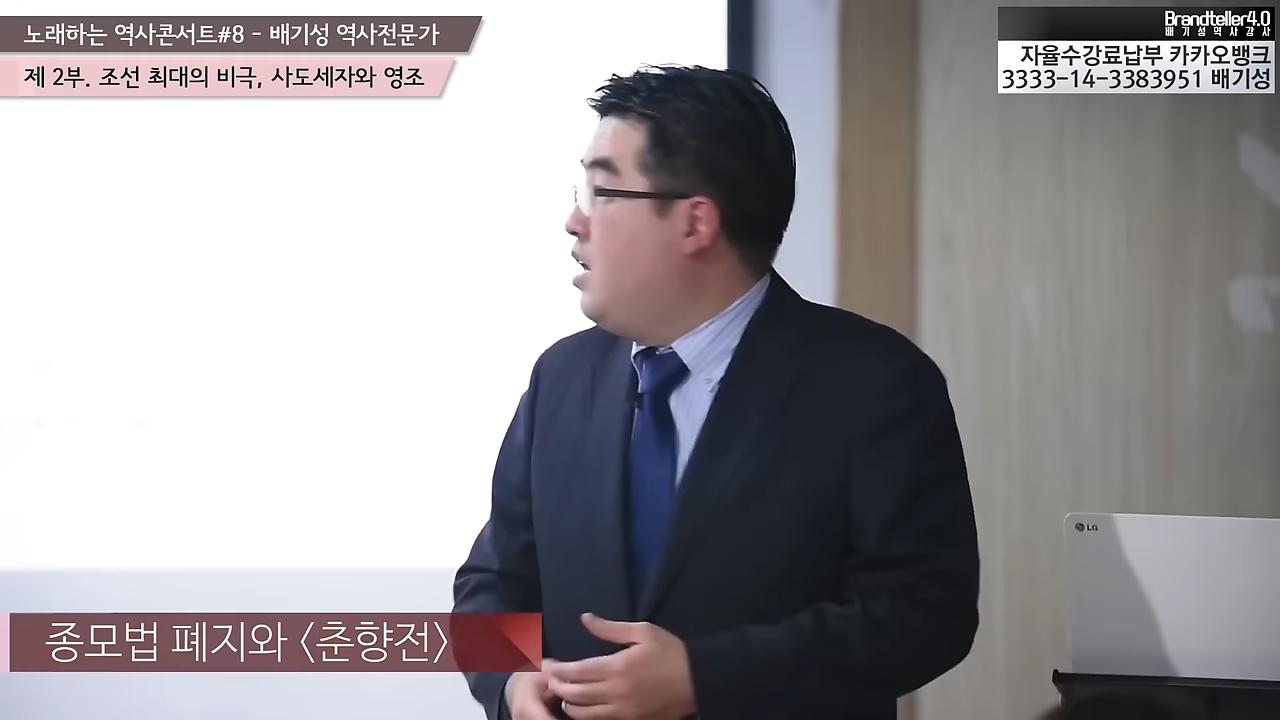 노래하는 역사콘서트#8 - 배기성 역사전문가
제 2부. 조선 최대의 비극, 사도세자와 영조
Brandteller4.0
배기성역사강사
자율수강료납부 카카오뱅크
3333-14-3383951 배기성
LG
종모법 폐지와 <춘향전>